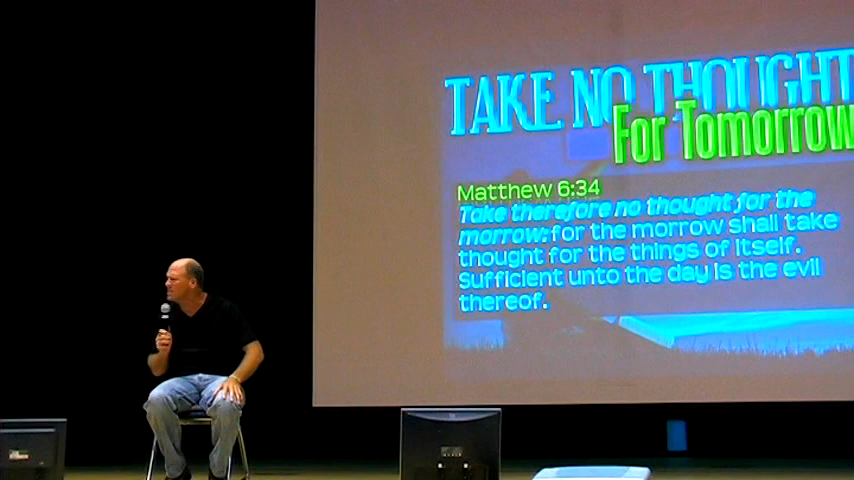 TAKE NO THOUGHT
For Tomorrow
Matthew 6:34
Take therefore no thought for the
morrow: for the morrow shall take
thought for the things of itself.
Sufficient unto the day is the evil
thereof.